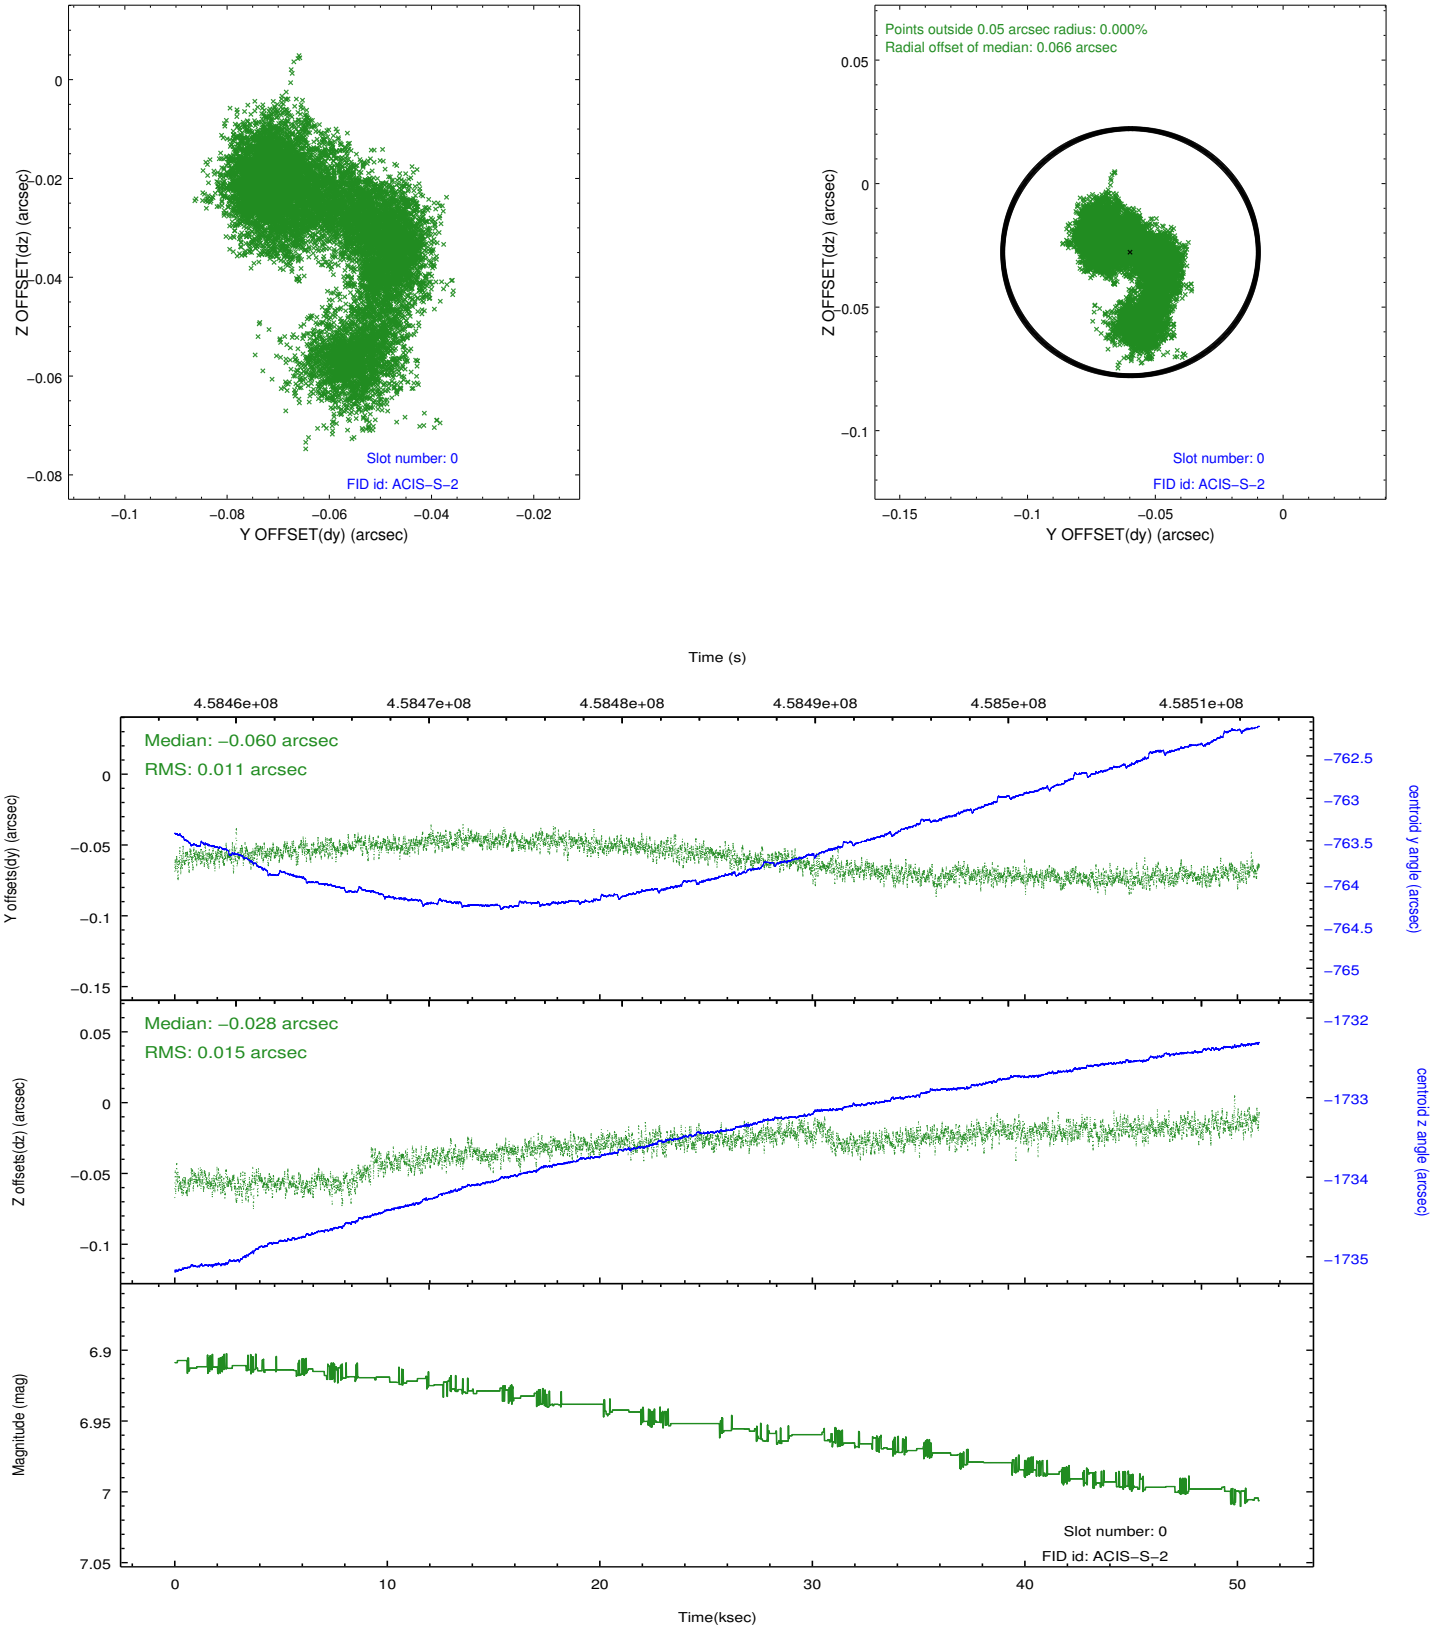 0
−0.02
−0.04
−0.06
−0.08
Z OFFSET(dz) (arcsec)
Slot number: 0
FID id: ACIS−S−2
−0.1 −0.08 −0.06 −0.04 −0.02
Y OFFSET(dy) (arcsec)
Points outside 0.05 arcsec radius: 0.000%
Radial offset of median: 0.066 arcsec
0.05
0
−0.05
−0.1
Z OFFSET(dz) (arcsec)
Slot number: 0
FID id: ACIS−S−2
−0.15 −0.1 −0.05 0
Y OFFSET(dy) (arcsec)
Time (s)
4.5846e+08 4.5847e+08 4.5848e+08 4.5849e+08 4.585e+08 4.5851e+08
Median: −0.060 arcsec
RMS: 0.011 arcsec
0
−0.05
−0.1
−0.15
Y offsets(dy) (arcsec)
−762.5
−763
−763.5
−764
−764.5
−765
centroid y angle (arcsec)
Median: −0.028 arcsec
RMS: 0.015 arcsec
0.05
0
−0.05
−0.1
Z offsets(dz) (arcsec)
−1732
−1733
−1734
−1735
centroid z angle (arcsec)
6.9
6.95
7
7.05
Magnitude (mag)
Slot number: 0
FID id: ACIS−S−2
0 10 20 30 40 50
Time(ksec)